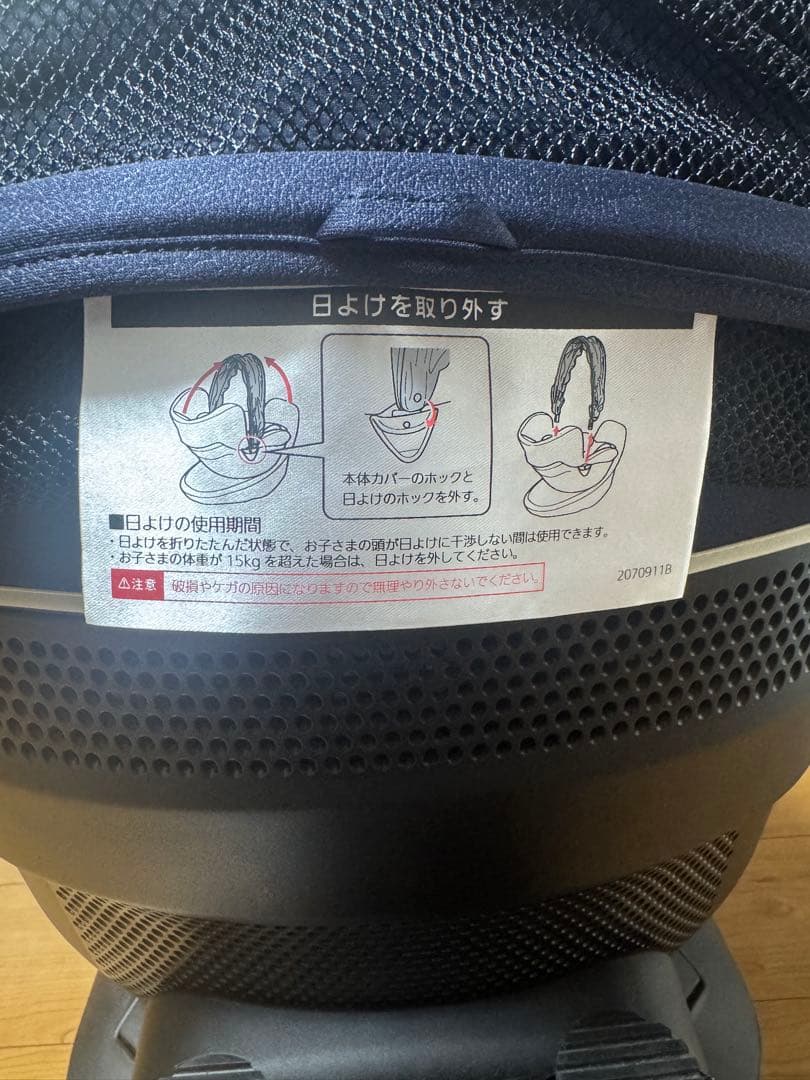 日よけを取り外す
本体カバーのホックと
日よけのホックを外す。
■日よけの使用期間
・日よけを折りたたんだ状態で、お子さまの頭が日よけに干渉しない間は使用できます。
・お子さまの体重が15kgを超えた場合は、日よけを外してください。
⚠注意 破損やケガの原因になりますので無理やり外さないでください。
2070911B